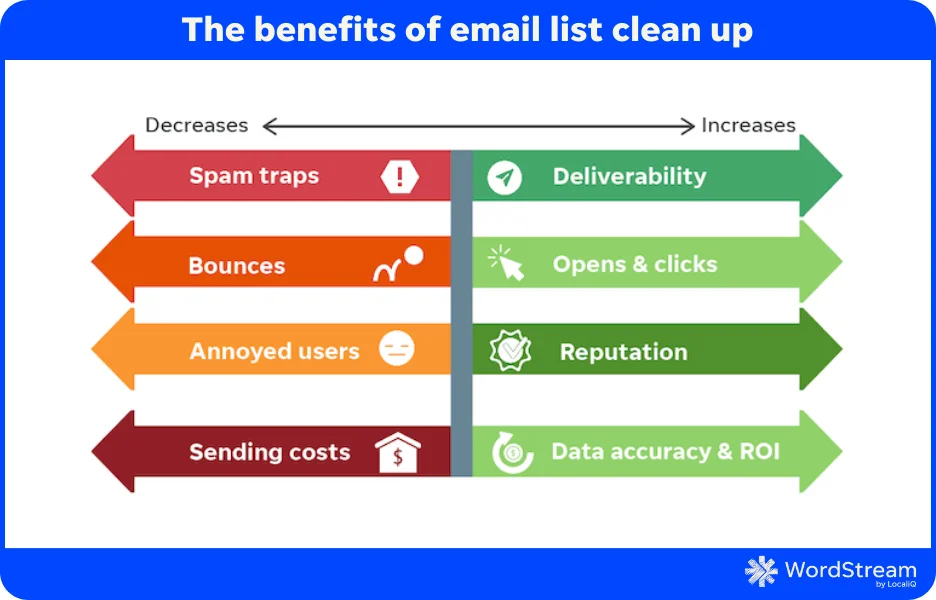 The benefits of email list clean up
Decreases
Increases
Spam traps
Deliverability
Bounces
Opens & clicks
Annoyed users
Reputation
Sending costs
$
Data accuracy & ROI
WordStream
by LocaliQ